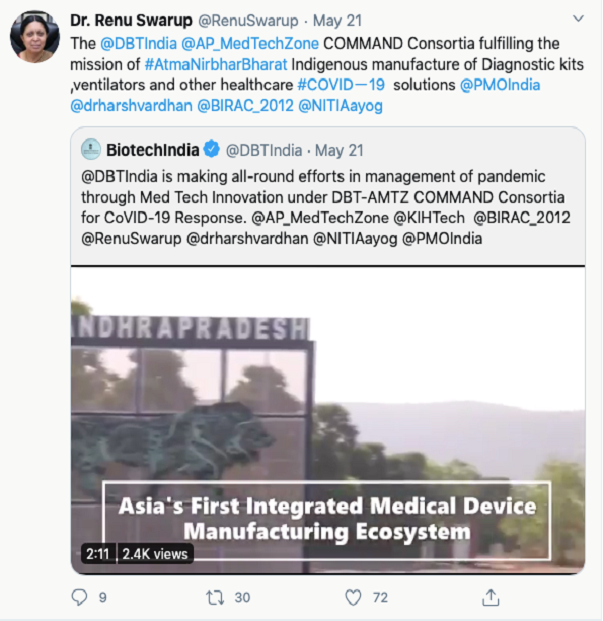 Dr. Renu Swarup @RenuSwarup · May 21
The @DBTIndia @AP_MedTechZone COMMAND Consortia fulfilling the
mission of #AtmaNirbharBharat Indigenous manufacture of Diagnostic kits
,ventilators and other healthcare #COVID—19 solutions @PMOIndia
@drharshvardhan @BIRAC_2012 @NITIAayog
BiotechIndia @DBTIndia · May 21
@DBTIndia is making all-round efforts in management of pandemic
through Med Tech Innovation under DBT-AMTZ COMMAND Consortia
for CoVID-19 Response. @AP_MedTechZone @KIHTech @BIRAC_2012
@RenuSwarup @drharshvardhan @NITIAayog @PMOIndia
NDHRAPRADESH
Asia's First Integrated Medical Device
Manufacturing Ecosystem
2:11 2.4K views
9 30 72